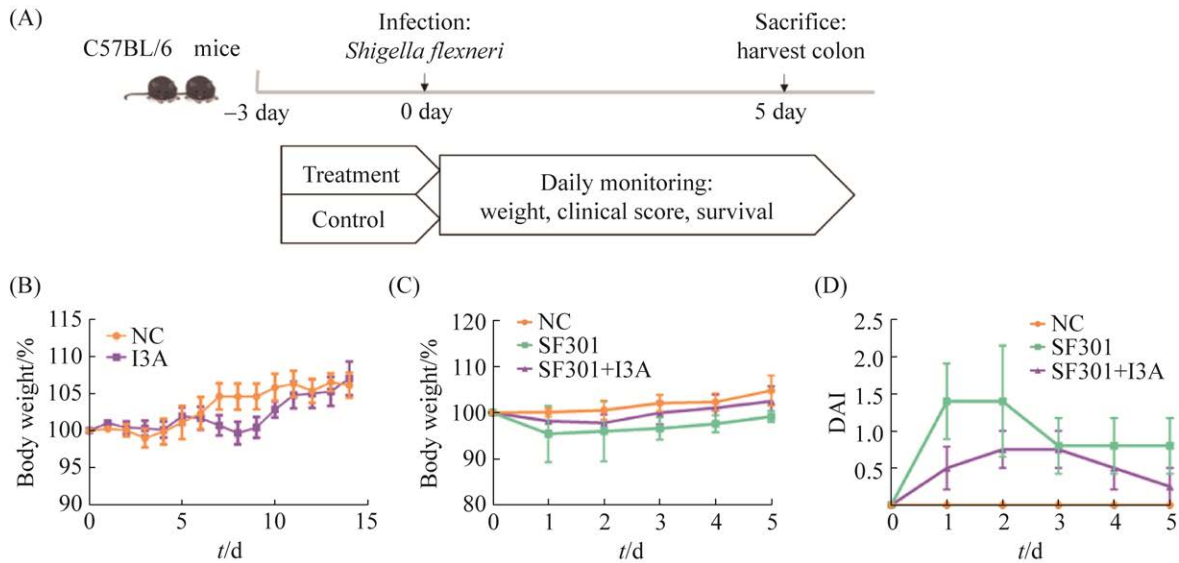 (A)
C57BL/6 mice
Infection:
Shigella flexneri
Sacrifice:
harvest colon
–3 day
0 day
5 day
Treatment
Control
Daily monitoring:
weight, clinical score, survival
(B)
Body weight/%
115
110
105
100
95
90
NC
I3A
0 5 10 15
t/d
(C)
Body weight/%
120
110
100
90
80
NC
SF301
SF301+I3A
0 1 2 3 4 5
t/d
(D)
DAI
2.5
2.0
1.5
1.0
0.5
NC
SF301
SF301+I3A
0 1 2 3 4 5
t/d